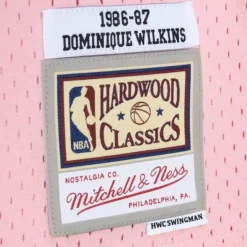 1986-87
DOMINIQUE WILKINS
HARDWOOD
NBA
CLASSICS
NOSTALGIA CO.
Mitchell & Ness
PHILADELPHIA, PA.
HWC SWINGMAN